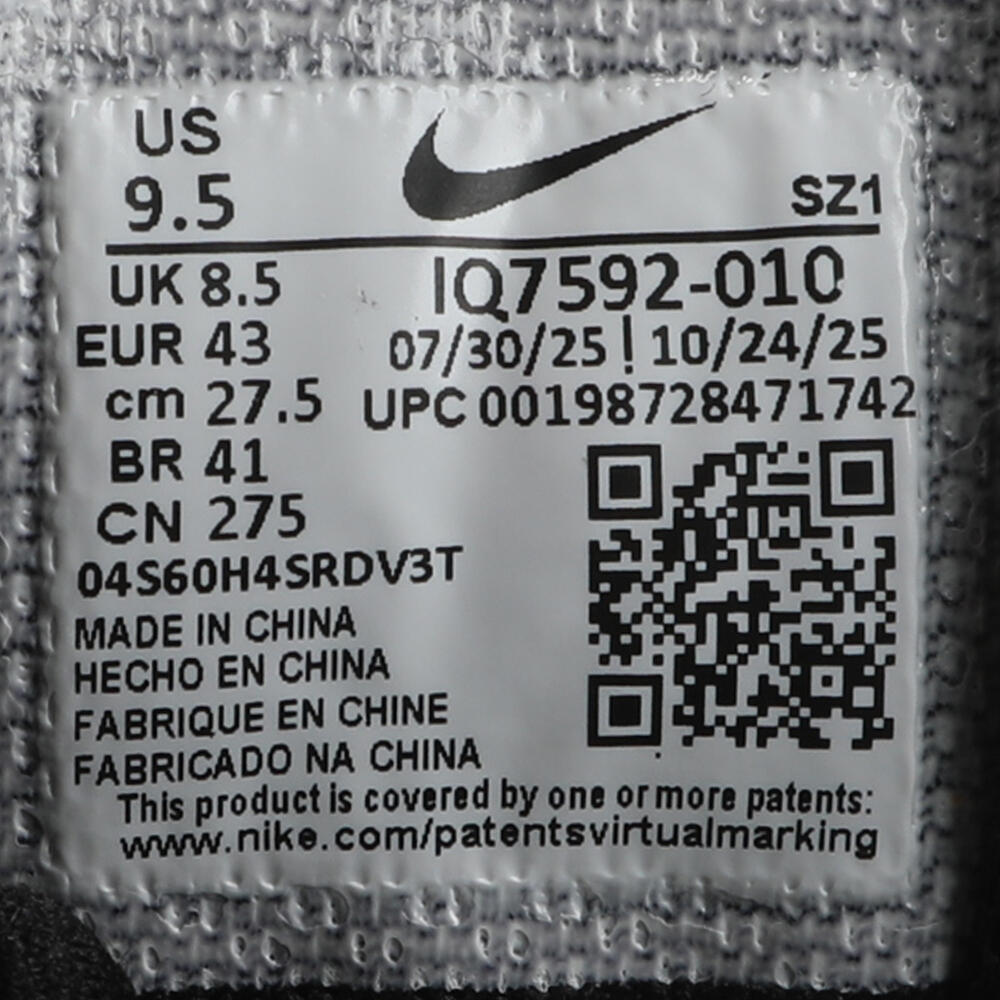 US
9.5
SZ1
UK 8.5
IQ7592-010
EUR 43
07/30/25 | 10/24/25
cm 27.5
UPC 00198728471742
BR 41
CN 275
04S60H4SRDV3T
MADE IN CHINA
HECHO EN CHINA
FABRIQUE EN CHINE
FABRICADO NA CHINA
This product is covered by one or more patents:
www.nike.com/patentsvirtualmarking